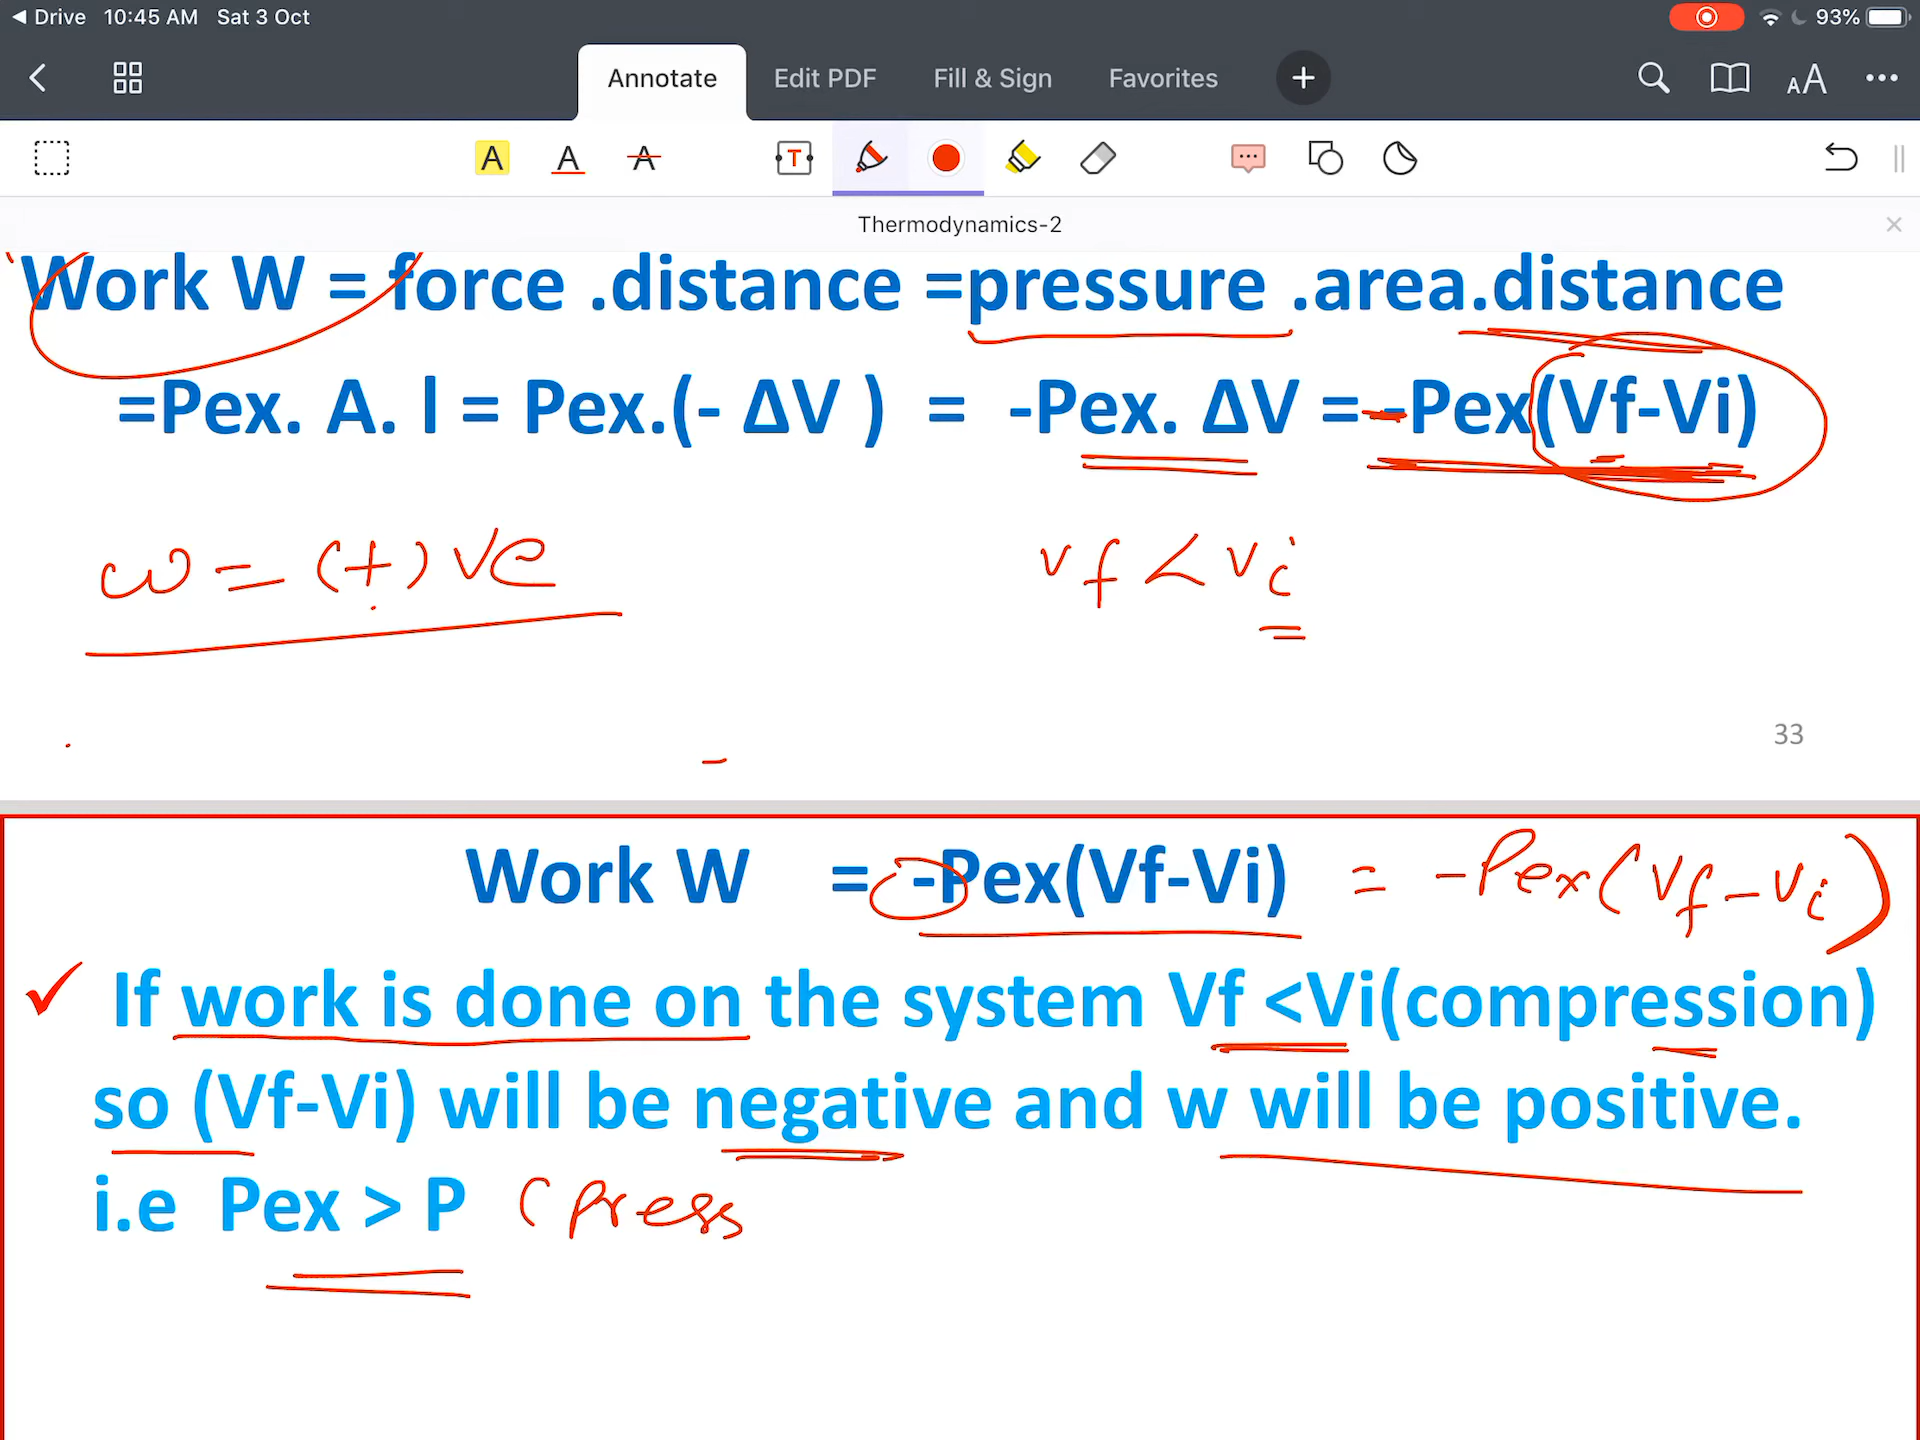 Drive 10:45 AM Sat 3 Oct 93%
Annotate Edit PDF Fill & Sign Favorites
Thermodynamics-2
Work W = force .distance =pressure .area.distance
=Pex. A. l = Pex.(- ΔV ) = -Pex. ΔV =-Pex(Vf-Vi)
w = (+) ve vf < vi
33
Work W = -Pex(Vf-Vi) = -Pex(Vf-Vi)
If work is done on the system Vf <Vi(compression)
so (Vf-Vi) will be negative and w will be positive.
i.e Pex > P (Press